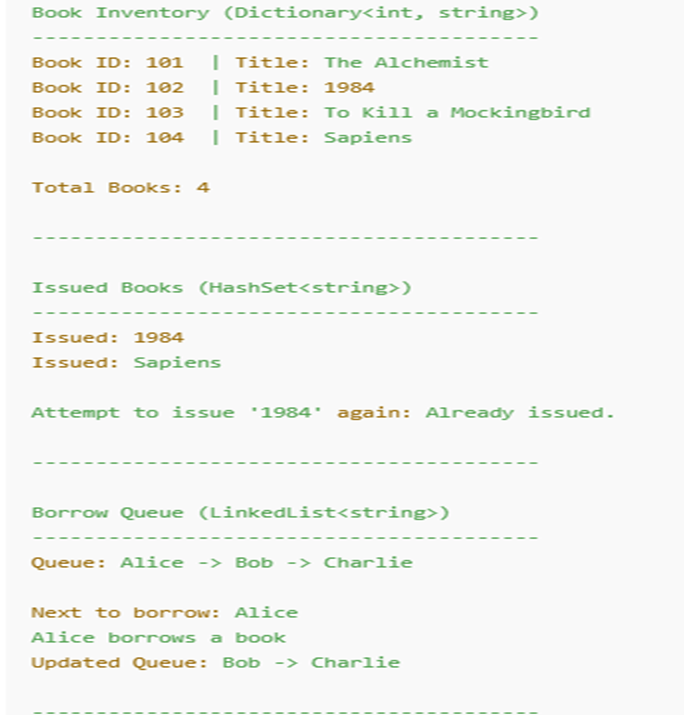 Book Inventory (Dictionary<int, string>)
----------------------------------------
Book ID: 101  | Title: The Alchemist
Book ID: 102  | Title: 1984
Book ID: 103  | Title: To Kill a Mockingbird
Book ID: 104  | Title: Sapiens
Total Books: 4
----------------------------------------
Issued Books (HashSet<string>)
----------------------------------------
Issued: 1984
Issued: Sapiens
Attempt to issue '1984' again: Already issued.
----------------------------------------
Borrow Queue (LinkedList<string>)
----------------------------------------
Queue: Alice -> Bob -> Charlie
Next to borrow: Alice
Alice borrows a book
Updated Queue: Bob -> Charlie
----------------------------------------